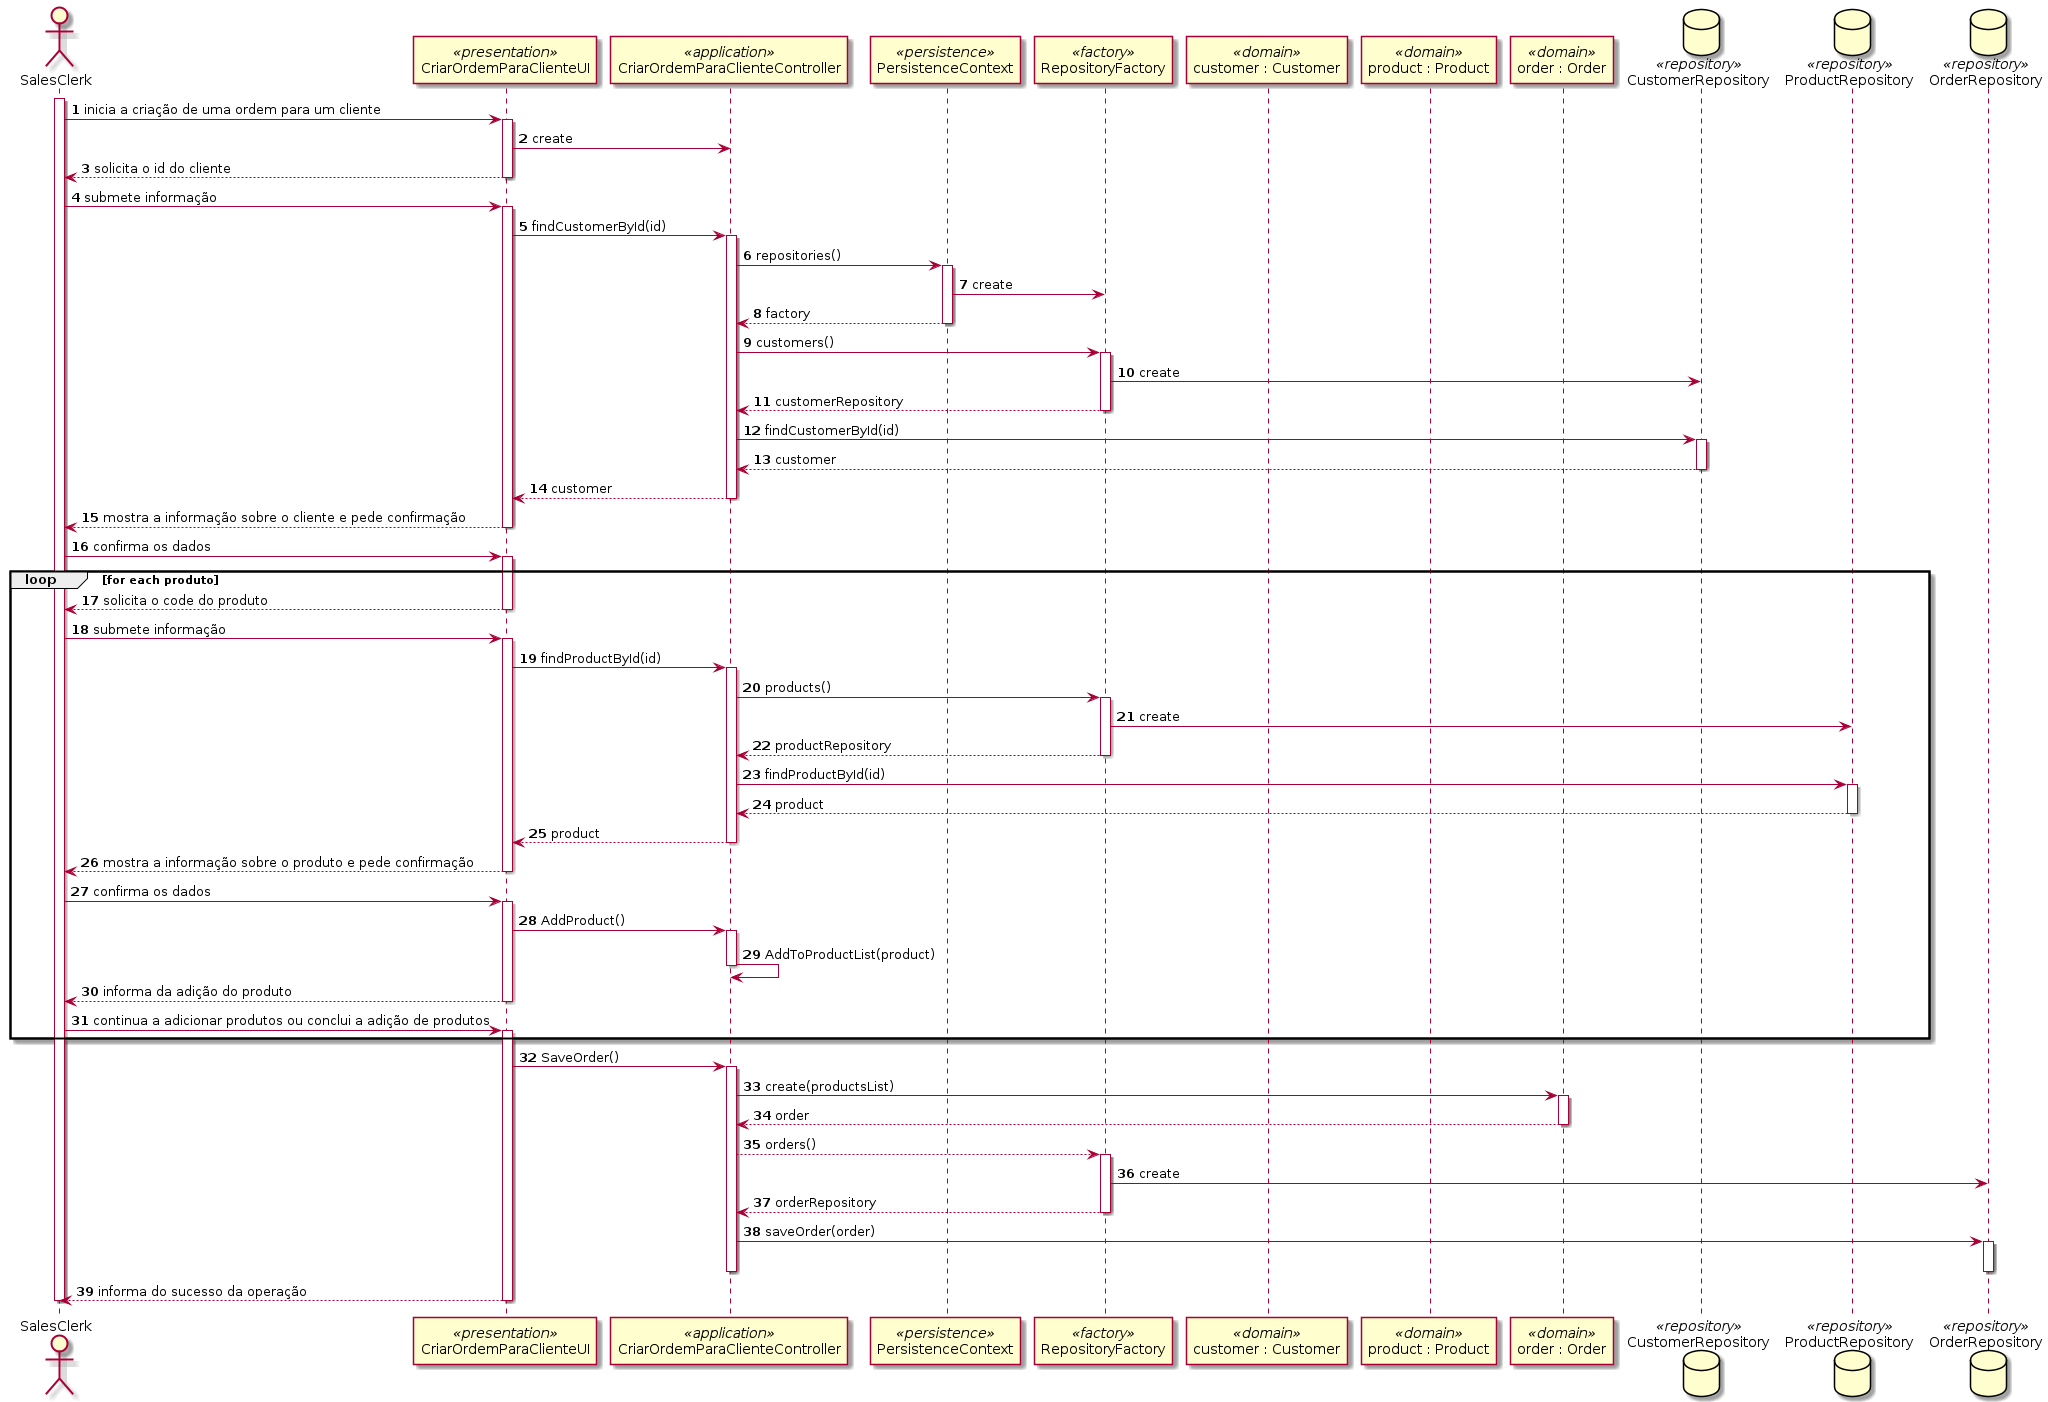 SalesClerk
«presentation»
CriarOrdemParaClienteUI
«application»
CriarOrdemParaClienteController
«persistence»
PersistenceContext
«factory»
RepositoryFactory
«domain»
customer : Customer
«domain»
product : Product
«domain»
order : Order
«repository»
CustomerRepository
«repository»
ProductRepository
«repository»
OrderRepository
1 inicia a criação de uma ordem para um cliente
2 create
3 solicita o id do cliente
4 submete informação
5 findCustomerById(id)
6 repositories()
7 create
8 factory
9 customers()
10 create
11 customerRepository
12 findCustomerById(id)
13 customer
14 customer
15 mostra a informação sobre o cliente e pede confirmação
16 confirma os dados
loop [for each produto]
17 solicita o code do produto
18 submete informação
19 findProductById(id)
20 products()
21 create
22 productRepository
23 findProductById(id)
24 product
25 product
26 mostra a informação sobre o produto e pede confirmação
27 confirma os dados
28 AddProduct()
29 AddToProductList(product)
30 informa da adição do produto
31 continua a adicionar produtos ou conclui a adição de produtos
32 SaveOrder()
33 create(productsList)
34 order
35 orders()
36 create
37 orderRepository
38 saveOrder(order)
39 informa do sucesso da operação
SalesClerk
«presentation»
CriarOrdemParaClienteUI
«application»
CriarOrdemParaClienteController
«persistence»
PersistenceContext
«factory»
RepositoryFactory
«domain»
customer : Customer
«domain»
product : Product
«domain»
order : Order
«repository»
CustomerRepository
«repository»
ProductRepository
«repository»
OrderRepository